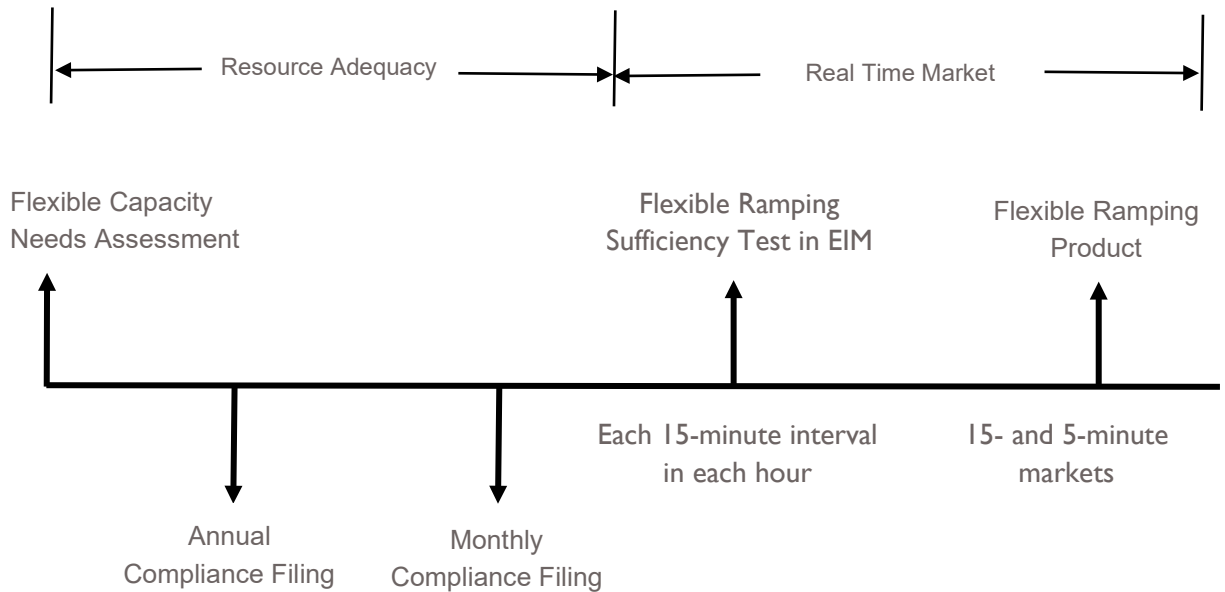 Resource Adequacy
Real Time Market
Flexible Capacity
Needs Assessment
Flexible Ramping
Sufficiency Test in EIM
Flexible Ramping
Product
Each 15-minute interval
in each hour
15- and 5-minute
markets
Annual
Compliance Filing
Monthly
Compliance Filing